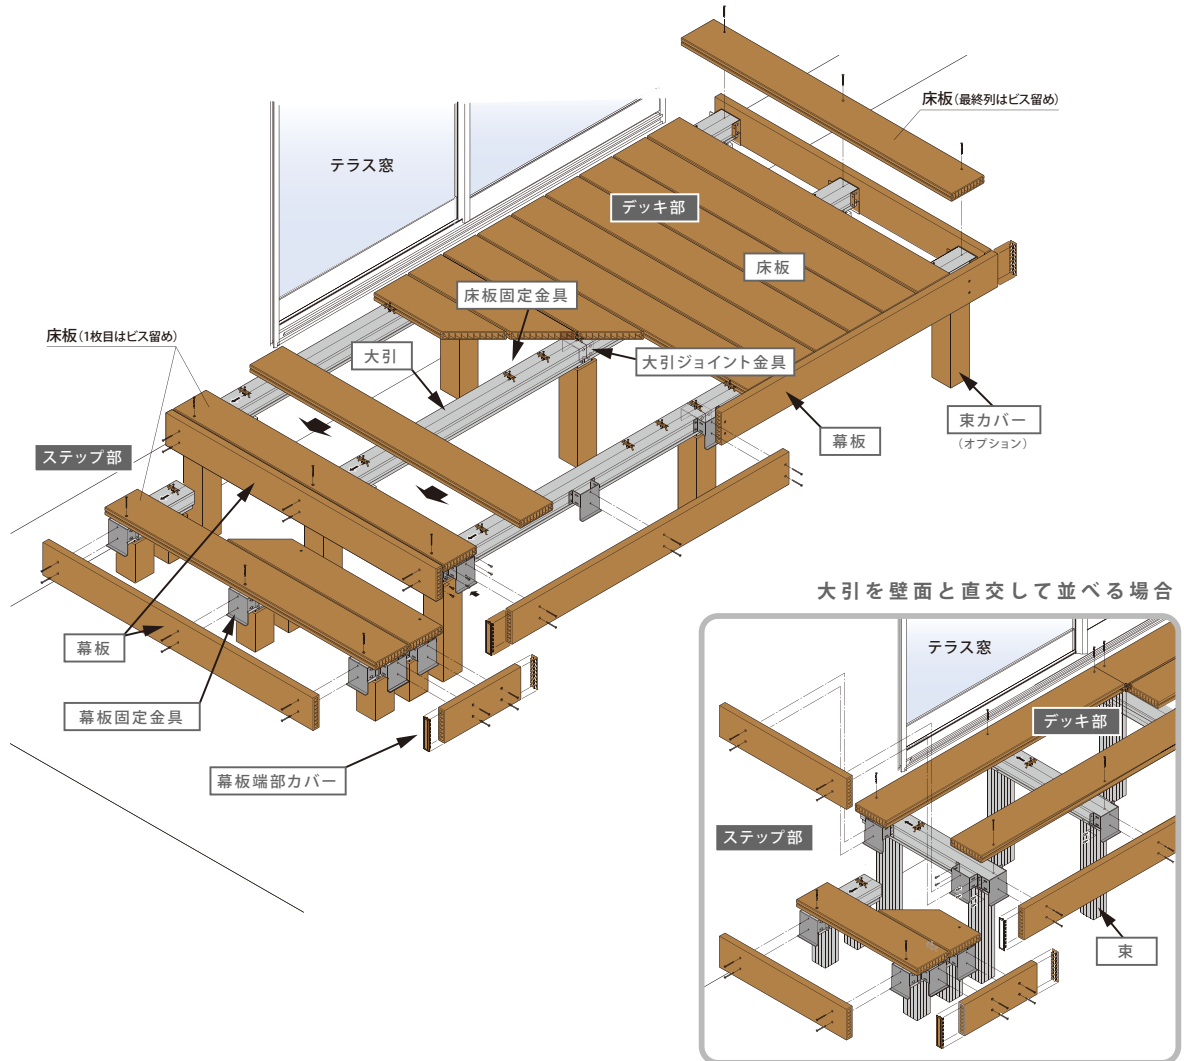 床板（最終列はビス留め）
テラス窓
デッキ部
床板
床板固定金具
床板（1枚目はビス留め）
大引
大引ジョイント金具
束カバー
（オプション）
幕板
ステップ部
大引を壁面と直交して並べる場合
幕板
テラス窓
幕板固定金具
デッキ部
幕板端部カバー
ステップ部
束